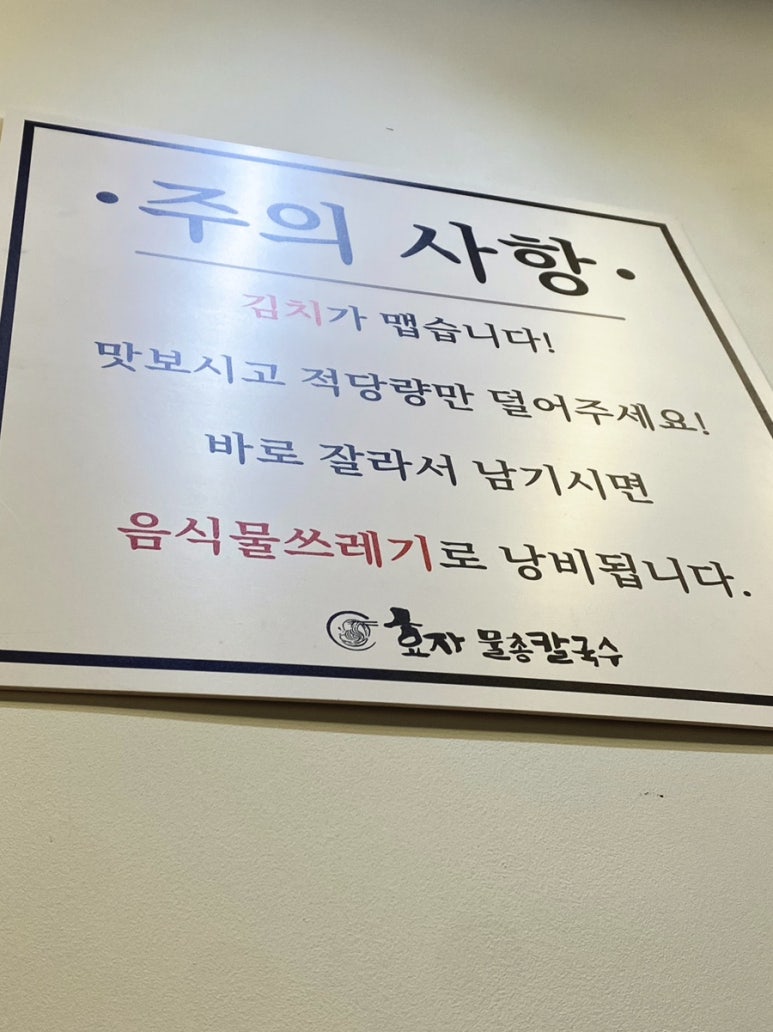 ·주의 사항·
김치가 맵습니다!
맛보시고 적당량만 덜어주세요!
바로 잘라서 남기시면
음식물쓰레기로 낭비됩니다.
효자 물총칼국수